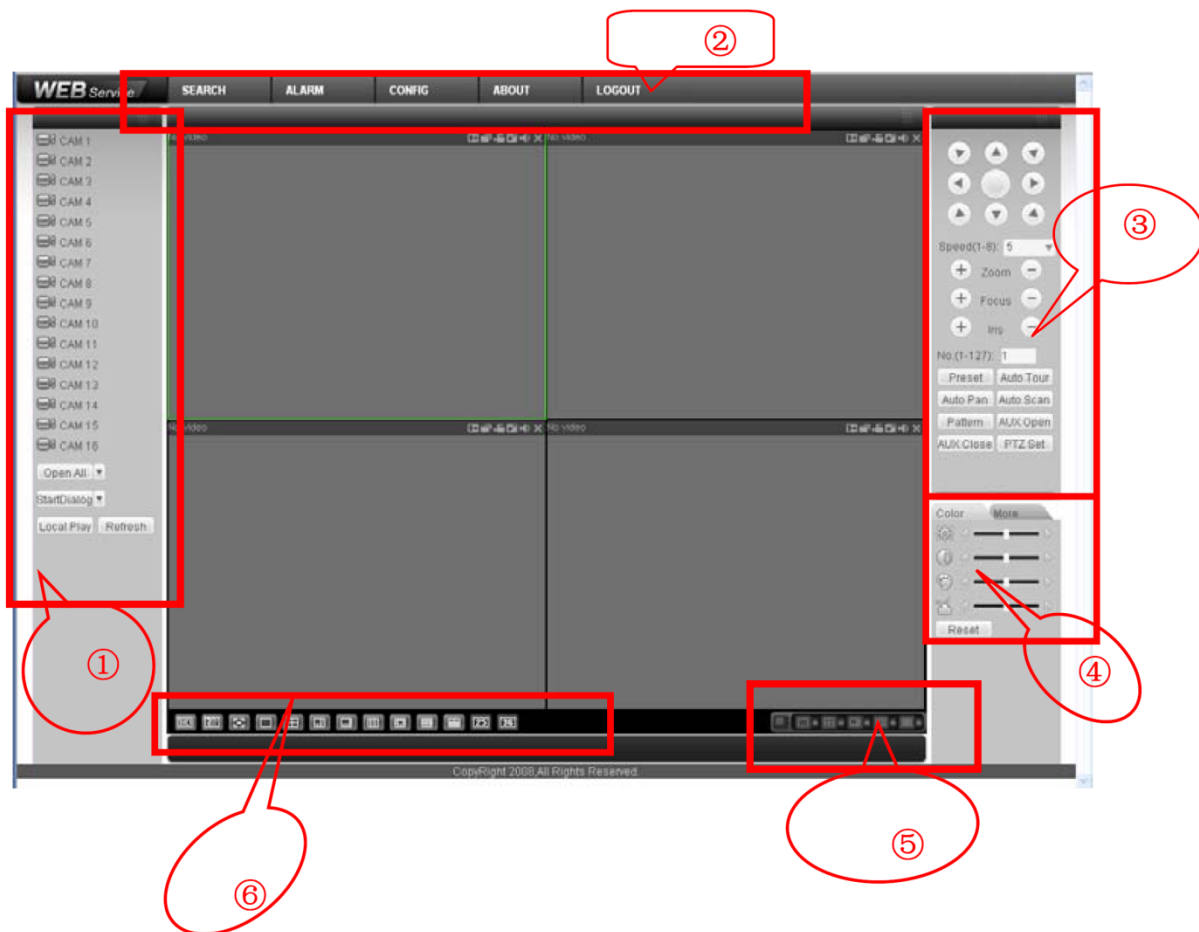 ②
WEB Service
SEARCH ALARM CONFIG ABOUT LOGOUT
No video No video
CAM 1
CAM 2
CAM 3
CAM 4
CAM 5
CAM 6
CAM 7
CAM 8
CAM 9
CAM 10
CAM 11
CAM 12
CAM 13
CAM 14
CAM 15
CAM 16
Open All
StartDialog
Local Play Refresh
①
No video No video
③
Speed(1-8): 5
+ Zoom −
+ Focus −
+ Iris −
No.(1-127): 1
Preset Auto Tour
Auto Pan Auto Scan
Pattern AUX Open
AUX Close PTZ Set
Color More
Reset
④
25 36
CopyRight 2008,All Rights Reserved.
⑤
⑥